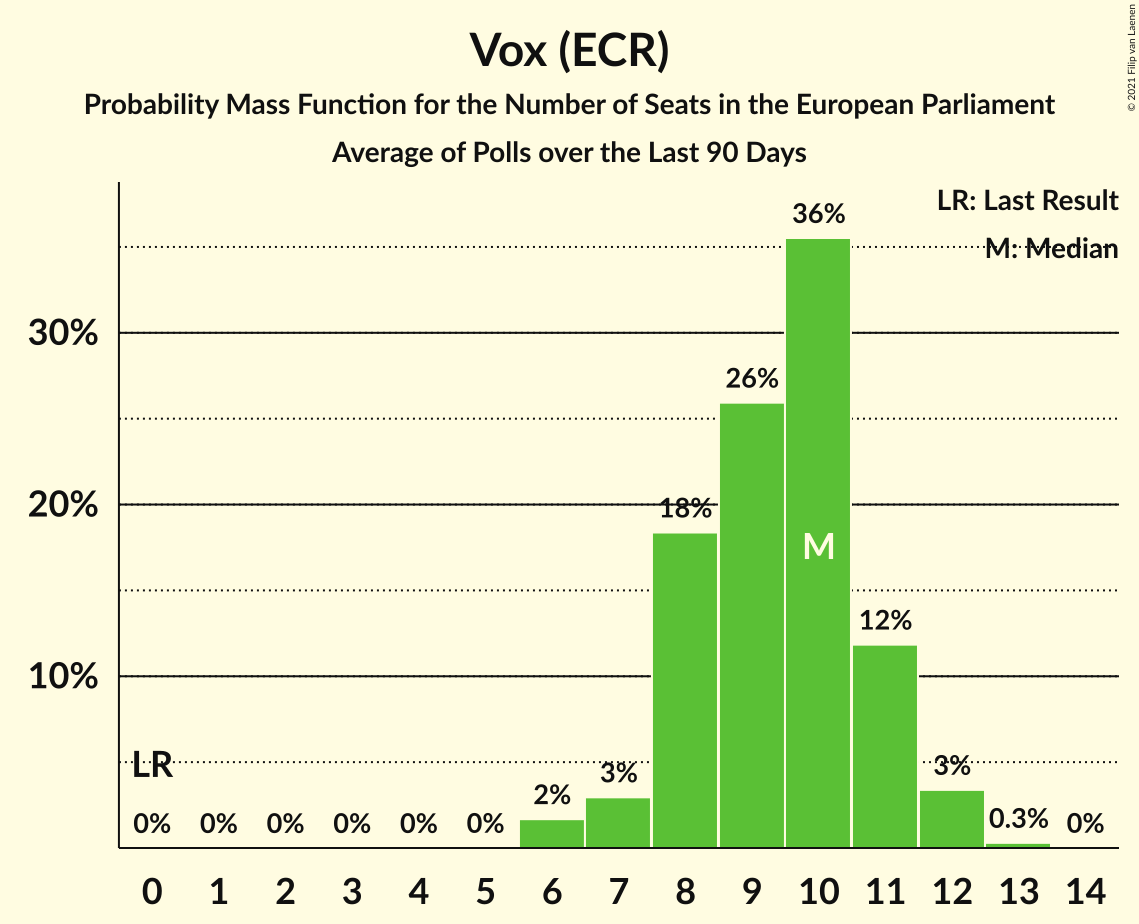 Vox (ECR)
Probability Mass Function for the Number of Seats in the European Parliament
Average of Polls over the Last 90 Days
© 2021 Filip van Laenen
LR: Last Result
M: Median
30%
20%
10%
LR
0% 0% 0% 0% 0% 0% 2% 3% 18% 26% 36% 12% 3% 0.3% 0%
M
0 1 2 3 4 5 6 7 8 9 10 11 12 13 14